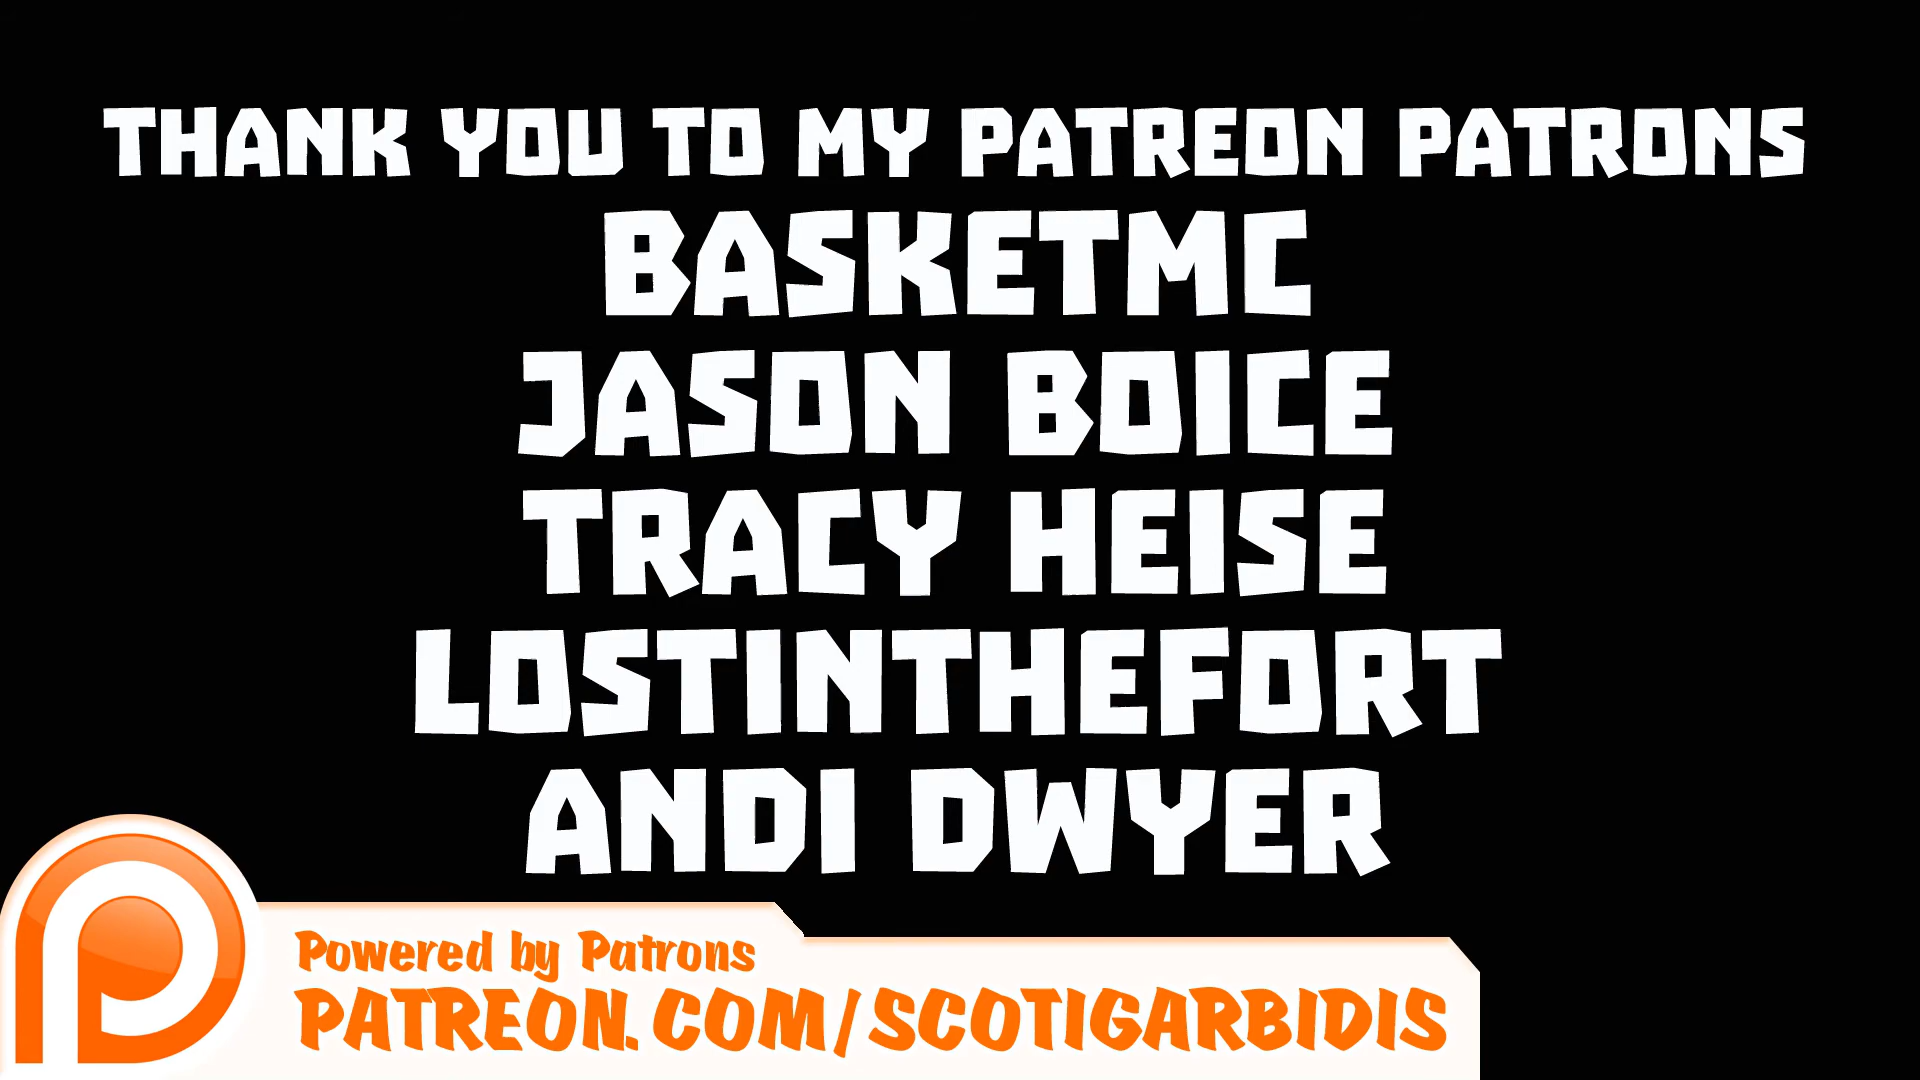 THANK YOU TO MY PATREON PATRONS
BASKETMC
JASON BOICE
TRACY HEISE
LOSTINTHEFORT
ANDI DWYER
Powered by Patrons
PATREON.COM/SCOTIGARBIDIS